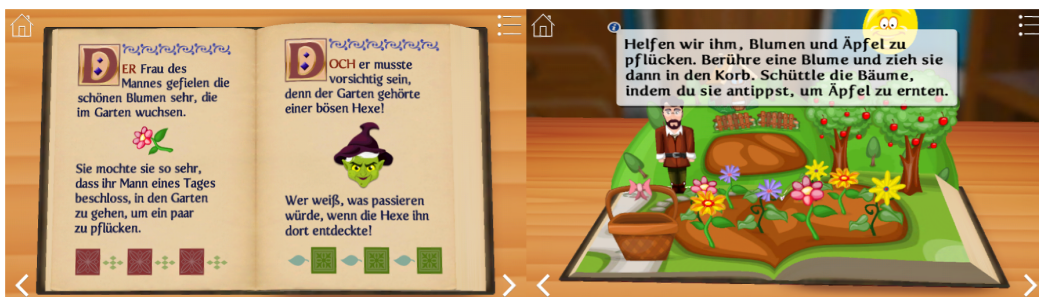 DER Frau des
Mannes gefielen die
schönen Blumen sehr, die
im Garten wuchsen.
Sie mochte sie so sehr,
dass ihr Mann eines Tages
beschloss, in den Garten
zu gehen, um ein paar
zu pflücken.
DOCH er musste
vorsichtig sein,
denn der Garten gehörte
einer bösen Hexe!
Wer weiß, was passieren
würde, wenn die Hexe ihn
dort entdeckte!
Helfen wir ihm, Blumen und Äpfel zu
pflücken. Berühre eine Blume und zieh sie
dann in den Korb. Schüttle die Bäume,
indem du sie antippst, um Äpfel zu ernten.